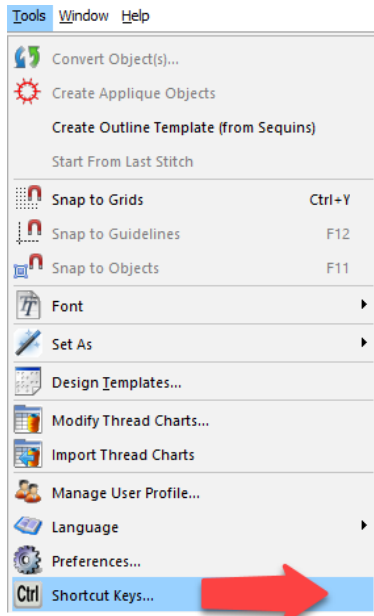 Tools Window Help
Convert Object(s)...
Create Applique Objects
Create Outline Template (from Sequins)
Start From Last Stitch
Snap to Grids Ctrl+Y
Snap to Guidelines F12
Snap to Objects F11
Font
Set As
Design Templates...
Modify Thread Charts...
Import Thread Charts
Manage User Profile...
Language
Preferences...
Ctrl Shortcut Keys...